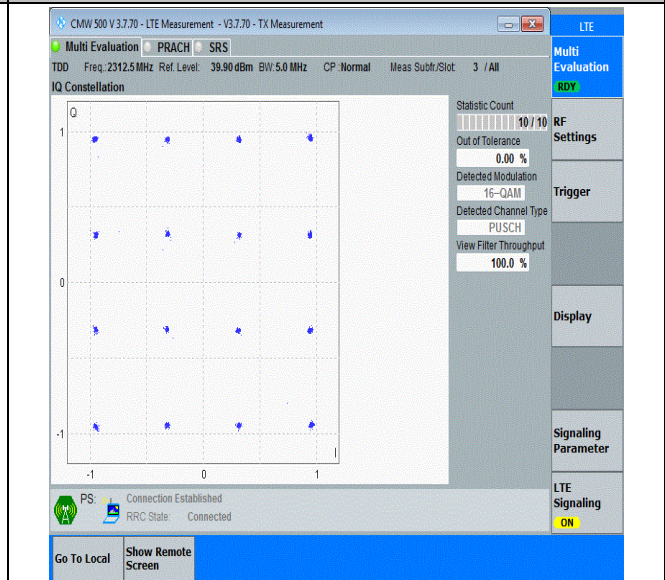 CMW 500 V 3.7.70 - LTE Measurement - V3.7.70 - TX Measurement
LTE
Multi Evaluation PRACH SRS
Multi
Evaluation
RDY
TDD Freq.:2312.5 MHz Ref. Level: 39.90 dBm BW:5.0 MHz CP :Normal Meas Subfr./Slot: 3 / All
IQ Constellation
Q
1
0
-1
I
-1 0 1
Statistic Count
10 / 10
Out of Tolerance
0.00 %
Detected Modulation
16-QAM
Detected Channel Type
PUSCH
View Filter Throughput
100.0 %
RF
Settings
Trigger
Display
Signaling
Parameter
LTE
Signaling
ON
PS: Connection Established
RRC State: Connected
Go To Local
Show Remote
Screen